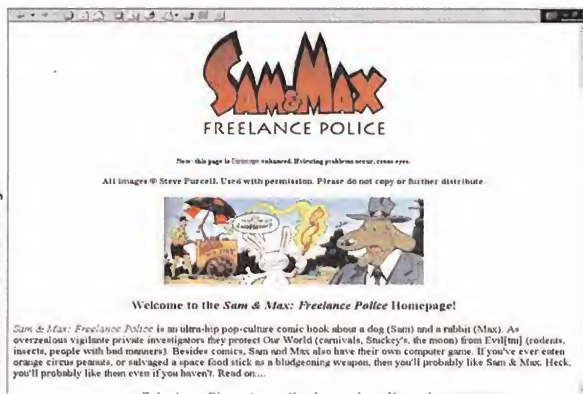 SAM & MAX
FREELANCE POLICE
Note: this page is Netscape enhanced. If viewing problems occur, cross eyes.
All images © Steve Purcell. Used with permission. Please do not copy or further distribute.
Welcome to the Sam & Max: Freelance Police Homepage!
Sam & Max: Freelance Police is an ultra-hip pop-culture comic book about a dog (Sam) and a rabbit (Max). As
overzealous vigilante private investigators they protect Our World (carnivals, Stuckey's, the moon) from Evil[tm] (rodents,
insects, people with bad manners). Besides comics, Sam and Max also have their own computer game. If you've ever eaten
orange circus peanuts, or salvaged a space food stick as a bludgeoning weapon, then you'll probably like Sam & Max. Heck,
you'll probably like them even if you haven't. Read on....